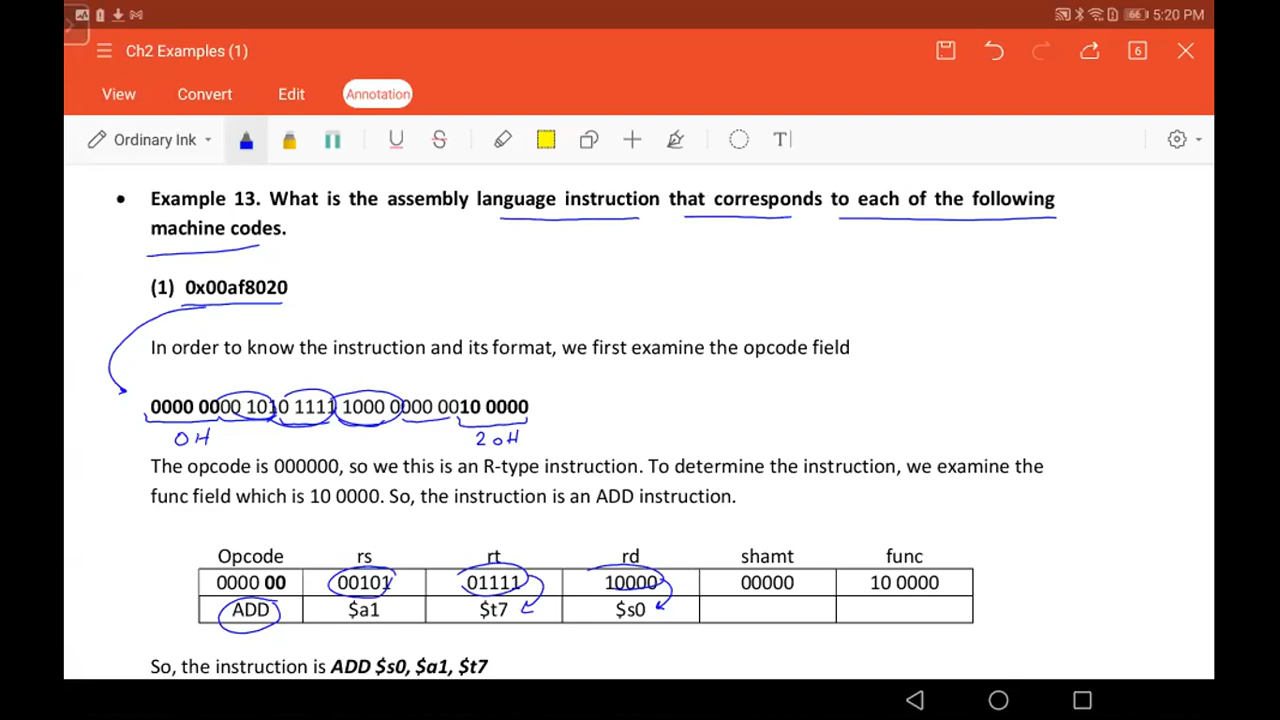 5:20 PM
Ch2 Examples (1)
6
View Convert Edit Annotation
Ordinary Ink
• Example 13. What is the assembly language instruction that corresponds to each of the following
machine codes.
(1) 0x00af8020
In order to know the instruction and its format, we first examine the opcode field
0000 0000 1010 1111 1000 0000 0010 0000
0H 20H
The opcode is 000000, so we this is an R-type instruction. To determine the instruction, we examine the
func field which is 10 0000. So, the instruction is an ADD instruction.
Opcode rs rt rd shamt func
0000 00 00101 01111 10000 00000 10 0000
ADD $a1 $t7 $s0
So, the instruction is ADD $s0, $a1, $t7